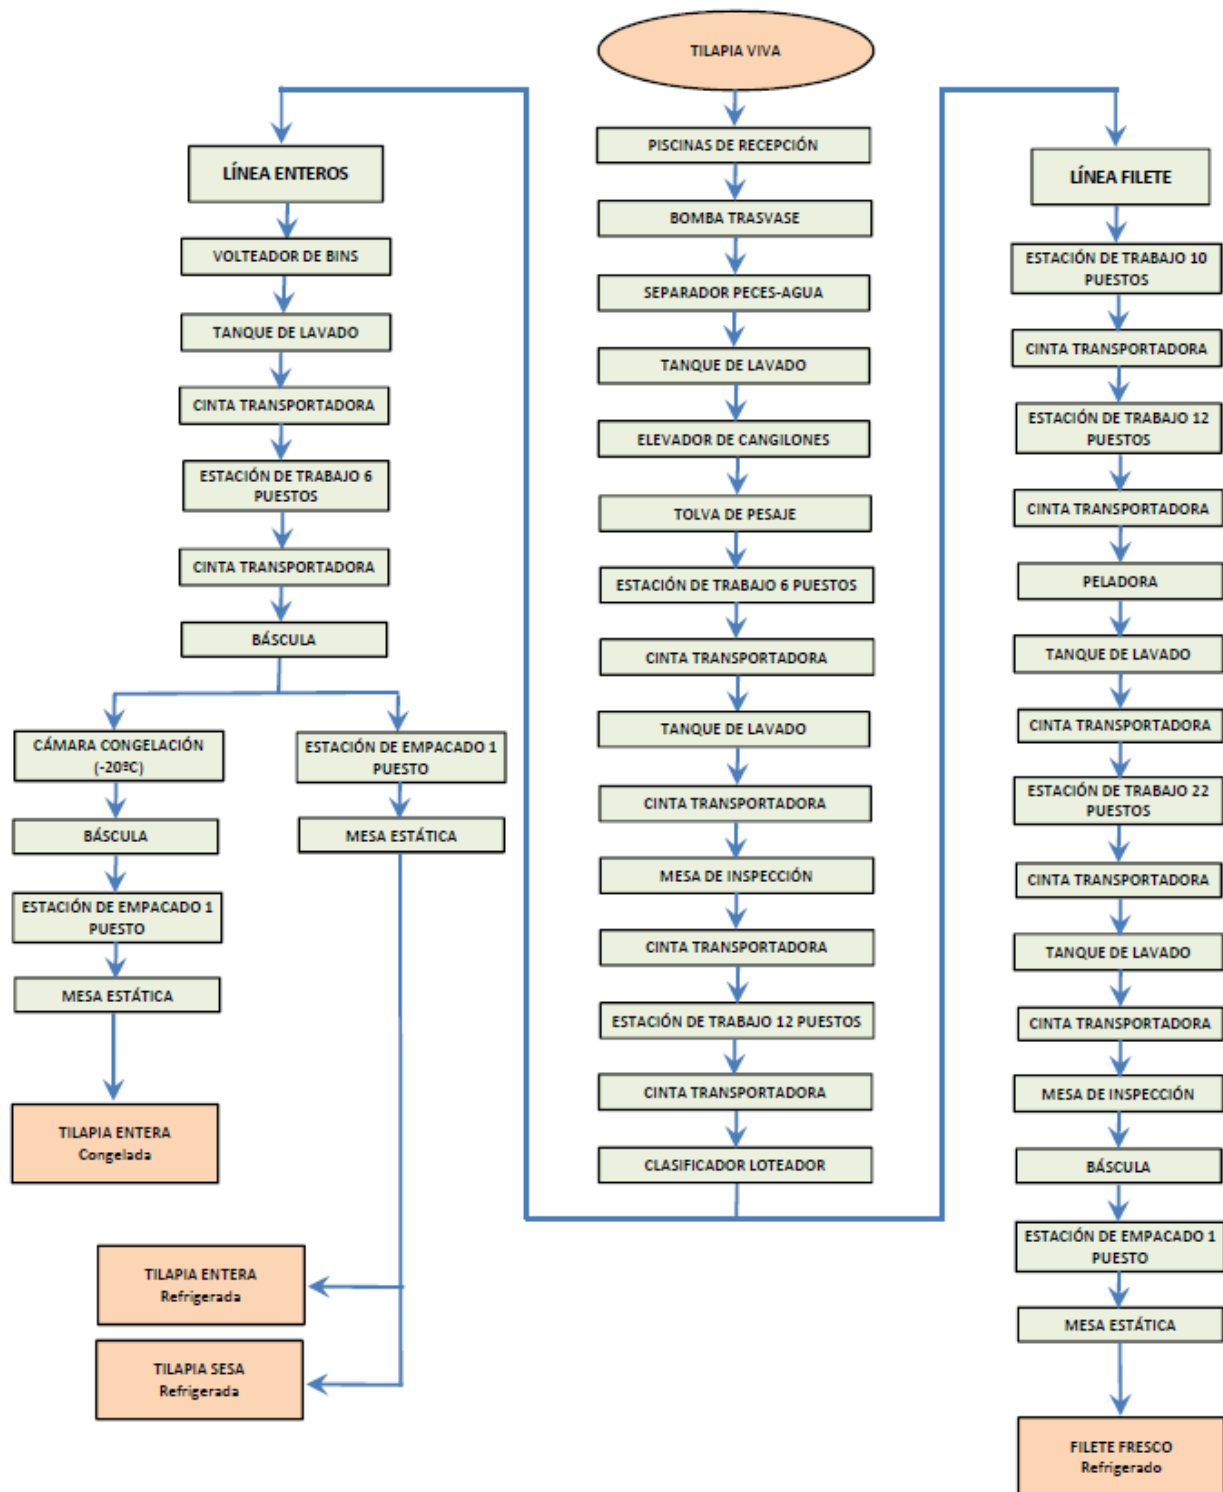 TILAPIA VIVA
PISCINAS DE RECEPCIÓN
BOMBA TRASVASE
SEPARADOR PECES-AGUA
TANQUE DE LAVADO
ELEVADOR DE CANGILONES
TOLVA DE PESAJE
ESTACIÓN DE TRABAJO 6 PUESTOS
CINTA TRANSPORTADORA
TANQUE DE LAVADO
CINTA TRANSPORTADORA
MESA DE INSPECCIÓN
CINTA TRANSPORTADORA
ESTACIÓN DE TRABAJO 12 PUESTOS
CINTA TRANSPORTADORA
CLASIFICADOR LOTEADOR
LÍNEA ENTEROS
VOLTEADOR DE BINS
TANQUE DE LAVADO
CINTA TRANSPORTADORA
ESTACIÓN DE TRABAJO 6
PUESTOS
CINTA TRANSPORTADORA
BÁSCULA
CÁMARA CONGELACIÓN
(-20ºC)
BÁSCULA
ESTACIÓN DE EMPACADO 1
PUESTO
MESA ESTÁTICA
TILAPIA ENTERA
Congelada
ESTACIÓN DE EMPACADO 1
PUESTO
MESA ESTÁTICA
TILAPIA ENTERA
Refrigerada
TILAPIA SESA
Refrigerada
LÍNEA FILETE
ESTACIÓN DE TRABAJO 10
PUESTOS
CINTA TRANSPORTADORA
ESTACIÓN DE TRABAJO 12
PUESTOS
CINTA TRANSPORTADORA
PELADORA
TANQUE DE LAVADO
CINTA TRANSPORTADORA
ESTACIÓN DE TRABAJO 22
PUESTOS
CINTA TRANSPORTADORA
TANQUE DE LAVADO
CINTA TRANSPORTADORA
MESA DE INSPECCIÓN
BÁSCULA
ESTACIÓN DE EMPACADO 1
PUESTO
MESA ESTÁTICA
FILETE FRESCO
Refrigerado